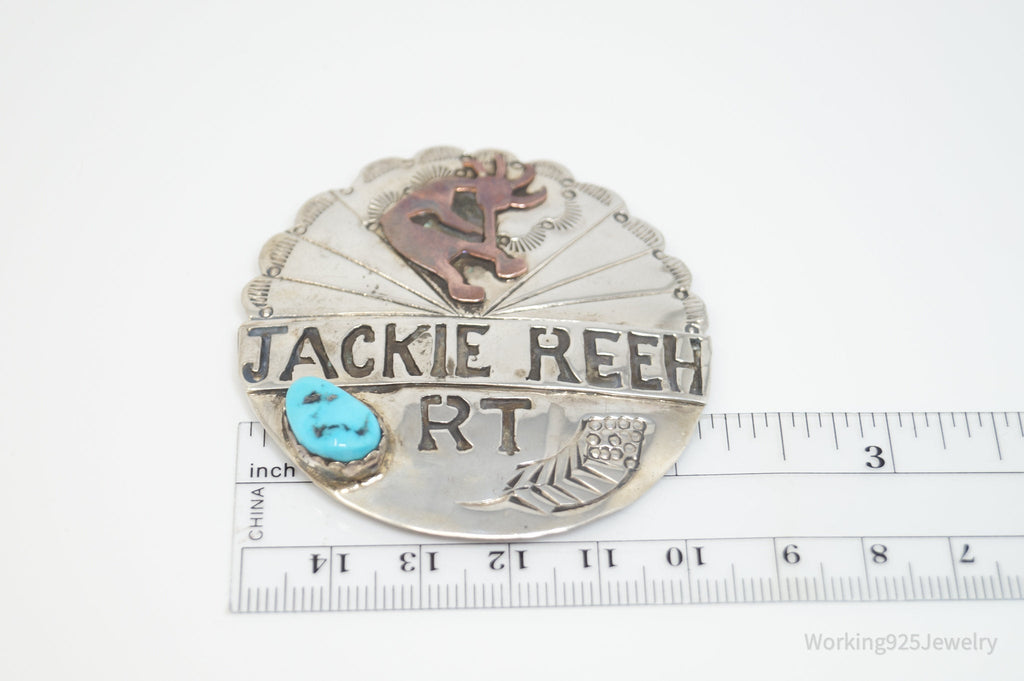 JACKIE REEH
RT
3
inch
CHINA
14 13 12 11 10 9 8 7
Working925Jewelry